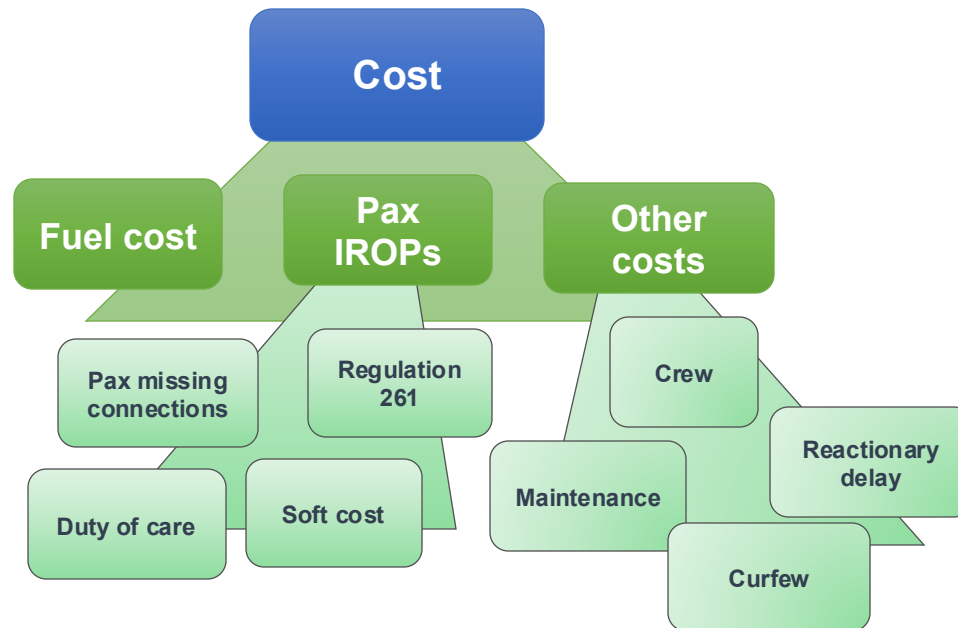 Cost
Fuel cost
Pax
IROPs
Other
costs
Pax missing
connections
Regulation
261
Duty of care
Soft cost
Crew
Maintenance
Reactionary
delay
Curfew